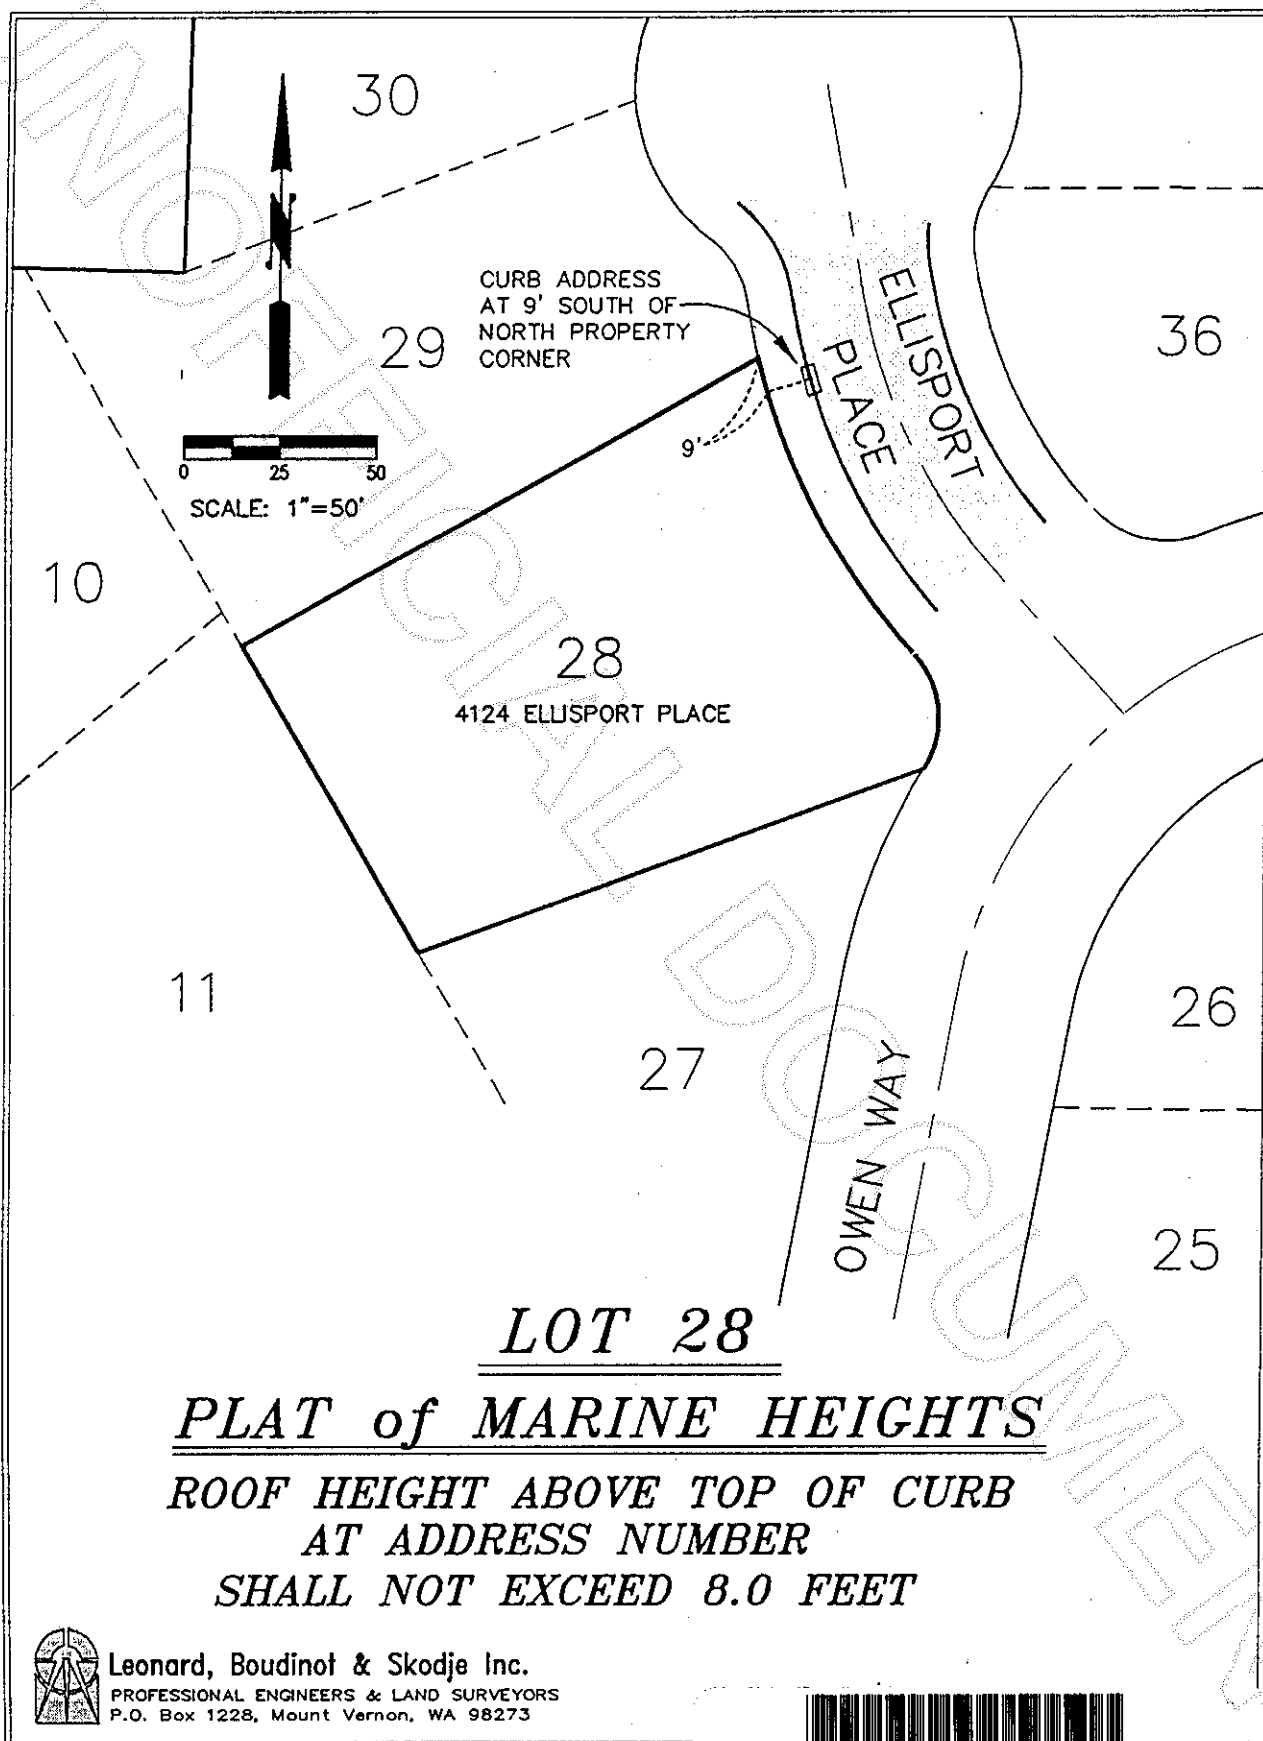 30
CURB ADDRESS
AT 9' SOUTH OF
NORTH PROPERTY
CORNER
29
ELLISPORT
PLACE
36
9'
0 25 50
SCALE: 1"=50'
10
28
4124 ELLISPORT PLACE
11
27
26
OWEN WAY
25
LOT 28
PLAT of MARINE HEIGHTS
ROOF HEIGHT ABOVE TOP OF CURB
AT ADDRESS NUMBER
SHALL NOT EXCEED 8.0 FEET
Leonard, Boudinot & Skodje Inc.
PROFESSIONAL ENGINEERS & LAND SURVEYORS
P.O. Box 1228, Mount Vernon, WA 98273
N
UNOFFICIAL DOCUMEN